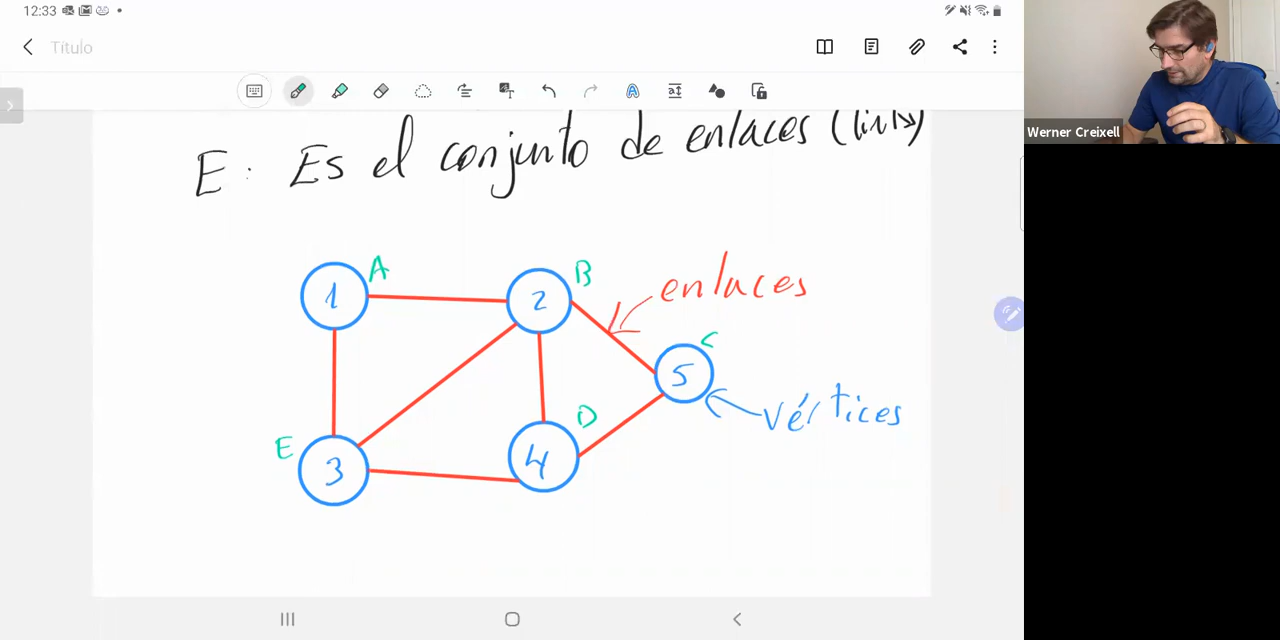 12:33
Título
Werner Creixell
E: Es el conjunto de enlaces (links)
A
B
1
2
enlaces
C
5
vértices
D
E
3
4